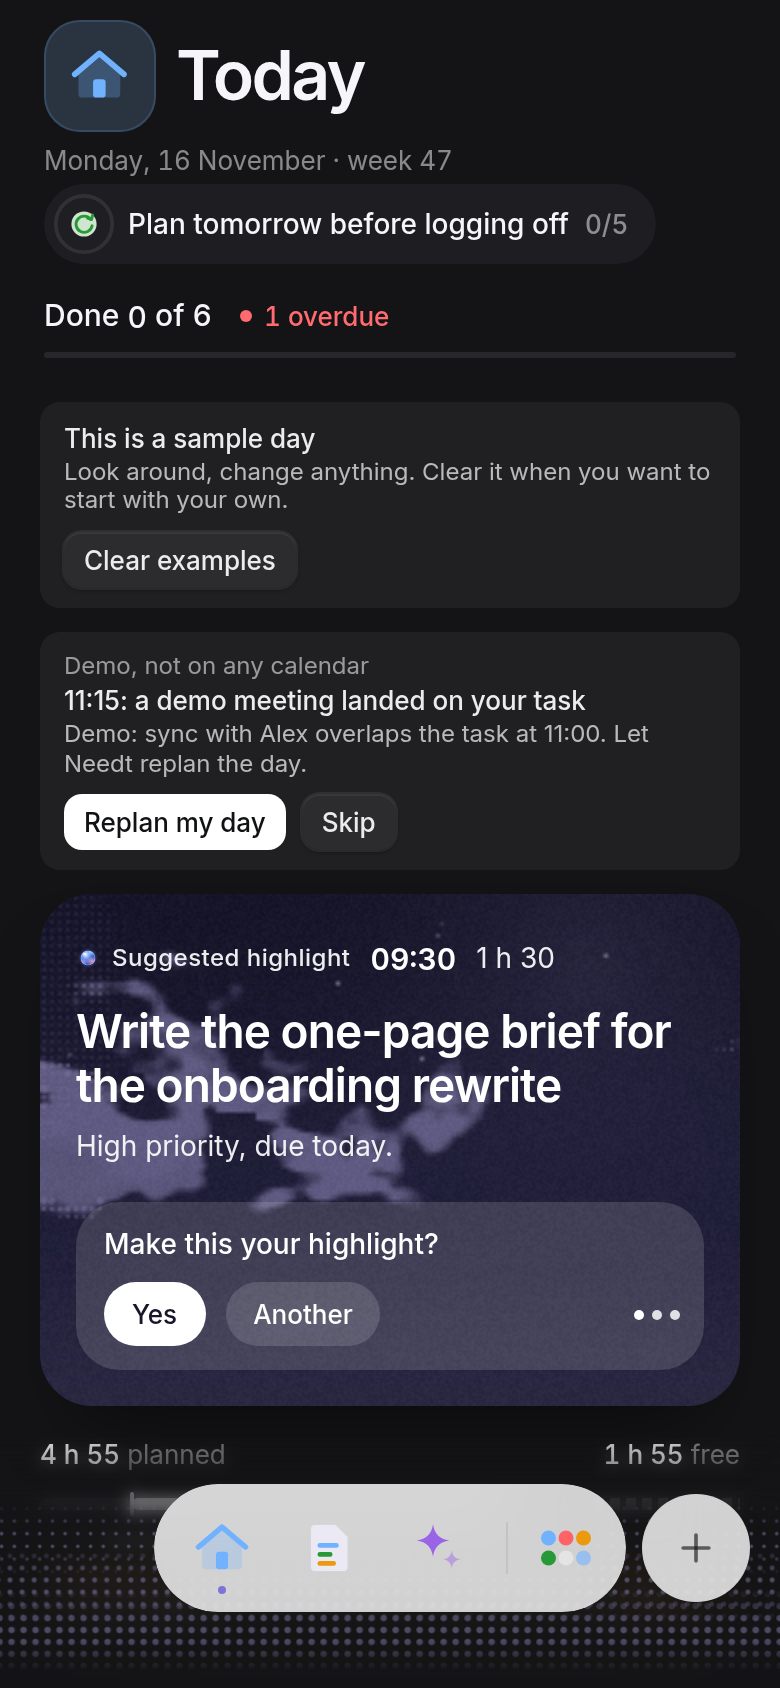 Today
Monday, 16 November · week 47
Plan tomorrow before logging off 0/5
Done 0 of 6 • 1 overdue
This is a sample day
Look around, change anything. Clear it when you want to
start with your own.
Clear examples
Demo, not on any calendar
11:15: a demo meeting landed on your task
Demo: sync with Alex overlaps the task at 11:00. Let
Needt replan the day.
Replan my day Skip
Suggested highlight 09:30 1 h 30
Write the one-page brief for
the onboarding rewrite
High priority, due today.
Make this your highlight?
Yes Another
4 h 55 planned 1 h 55 free